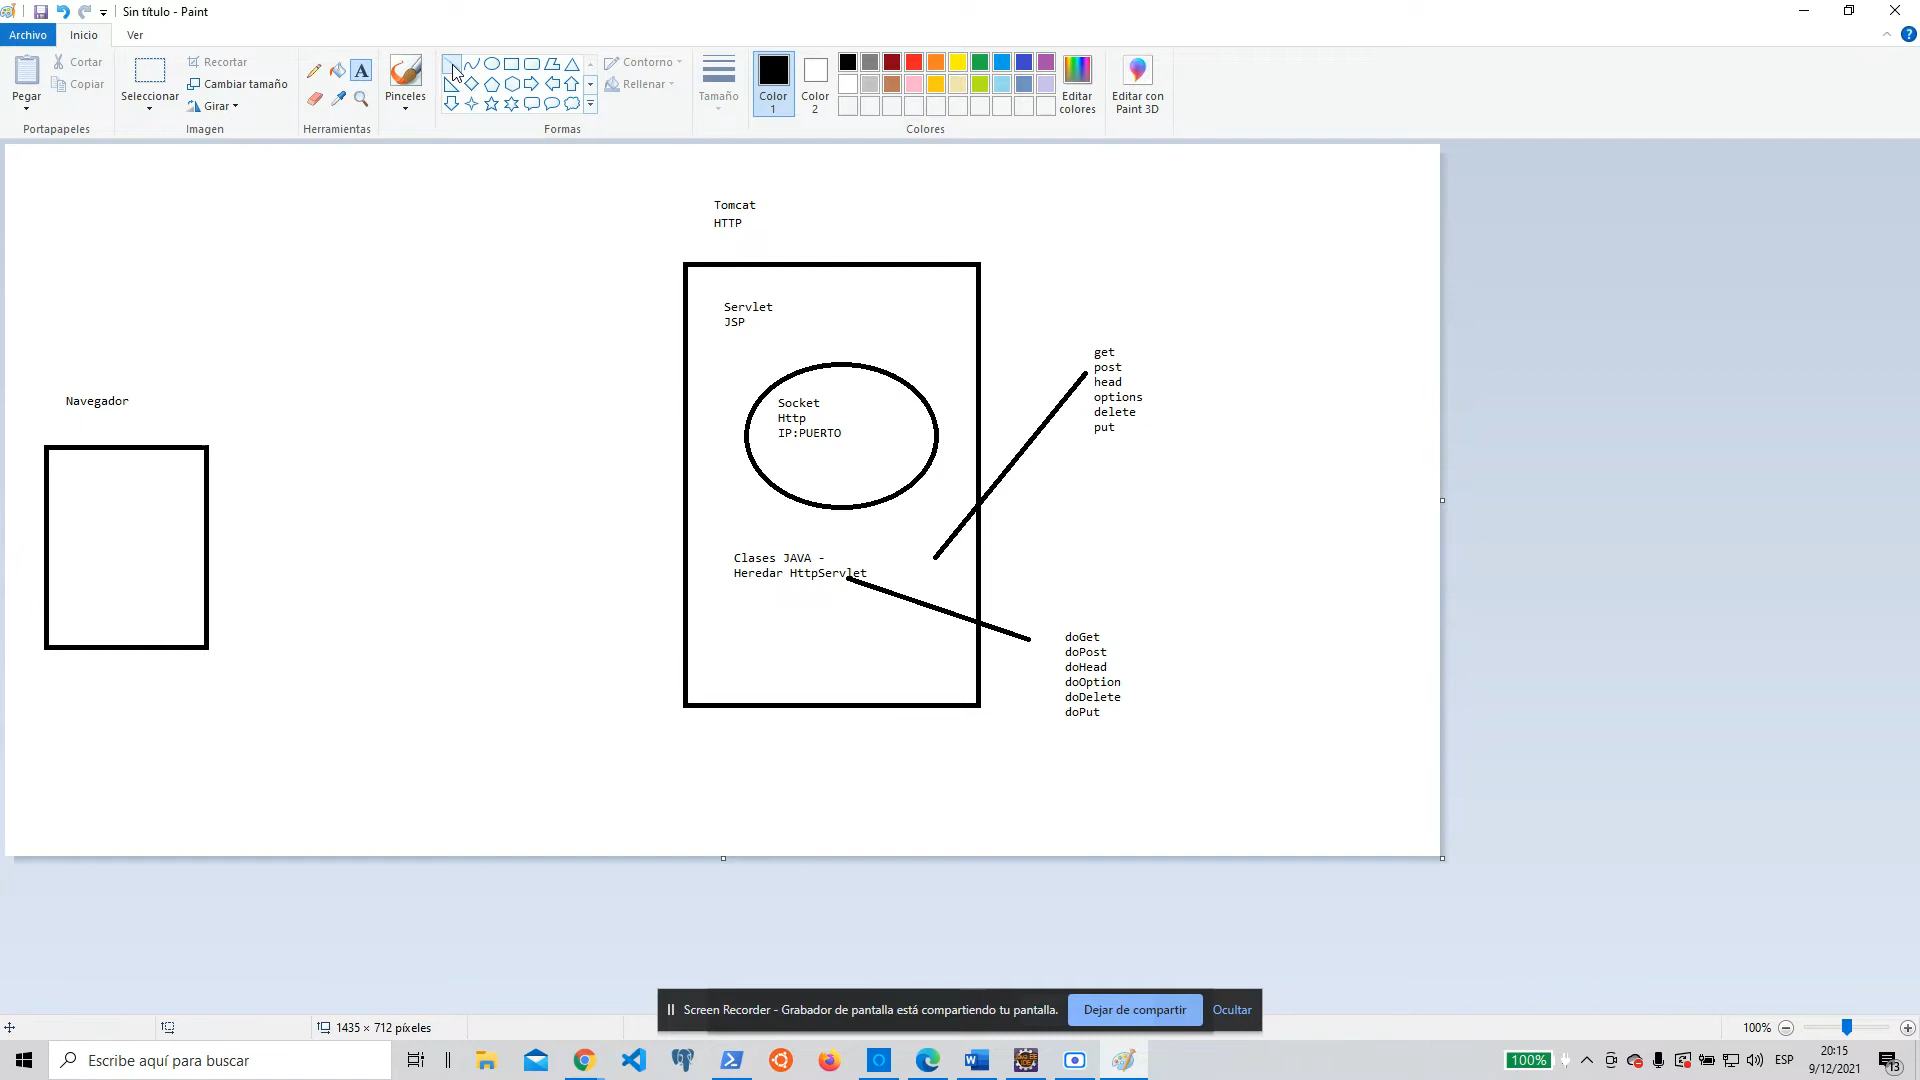 Sin título - Paint
Archivo
Inicio
Ver
Pegar
Cortar
Copiar
Portapapeles
Seleccionar
Recortar
Cambiar tamaño
Girar
Imagen
A
Herramientas
Pinceles
Contorno
Rellenar
Formas
Tamaño
Color
1
Color
2
Editar
colores
Colores
Editar con
Paint 3D
Tomcat
HTTP
Servlet
JSP
Socket
Http
IP:PUERTO
Clases JAVA -
Heredar HttpServlet
Navegador
get
post
head
options
delete
put
doGet
doPost
doHead
doOption
doDelete
doPut
Screen Recorder - Grabador de pantalla está compartiendo tu pantalla.
Dejar de compartir
Ocultar
1435 × 712 píxeles
100%
Escribe aquí para buscar
100%
ESP
20:15
9/12/2021
13